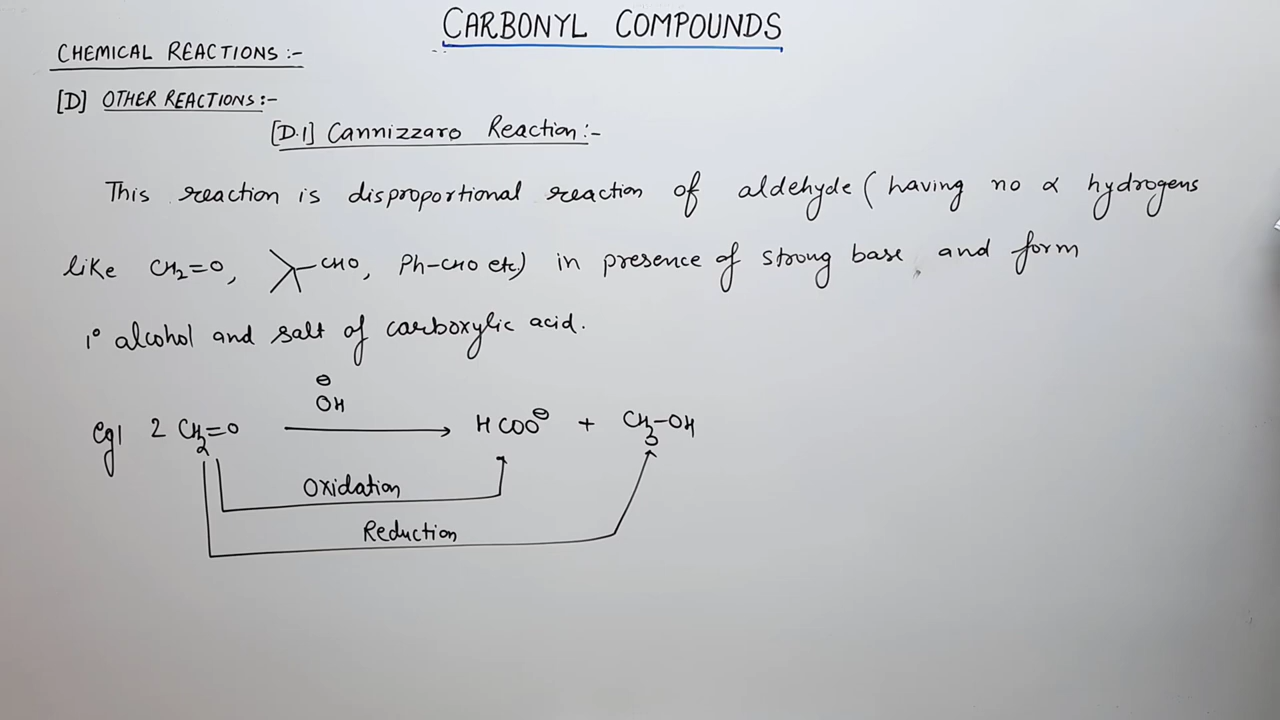 CARBONYL COMPOUNDS
CHEMICAL REACTIONS :-
[D] OTHER REACTIONS :-
[D.1] Cannizzaro Reaction :-
This reaction is disproportional reaction of aldehyde ( having no α hydrogens
like CH₂=O, CHO, Ph-CHO etc) in presence of strong base and form
1° alcohol and salt of carboxylic acid.
⊖
OH
eg1 2 CH₂=O HCOO⊖ + CH₃-OH
Oxidation
Reduction